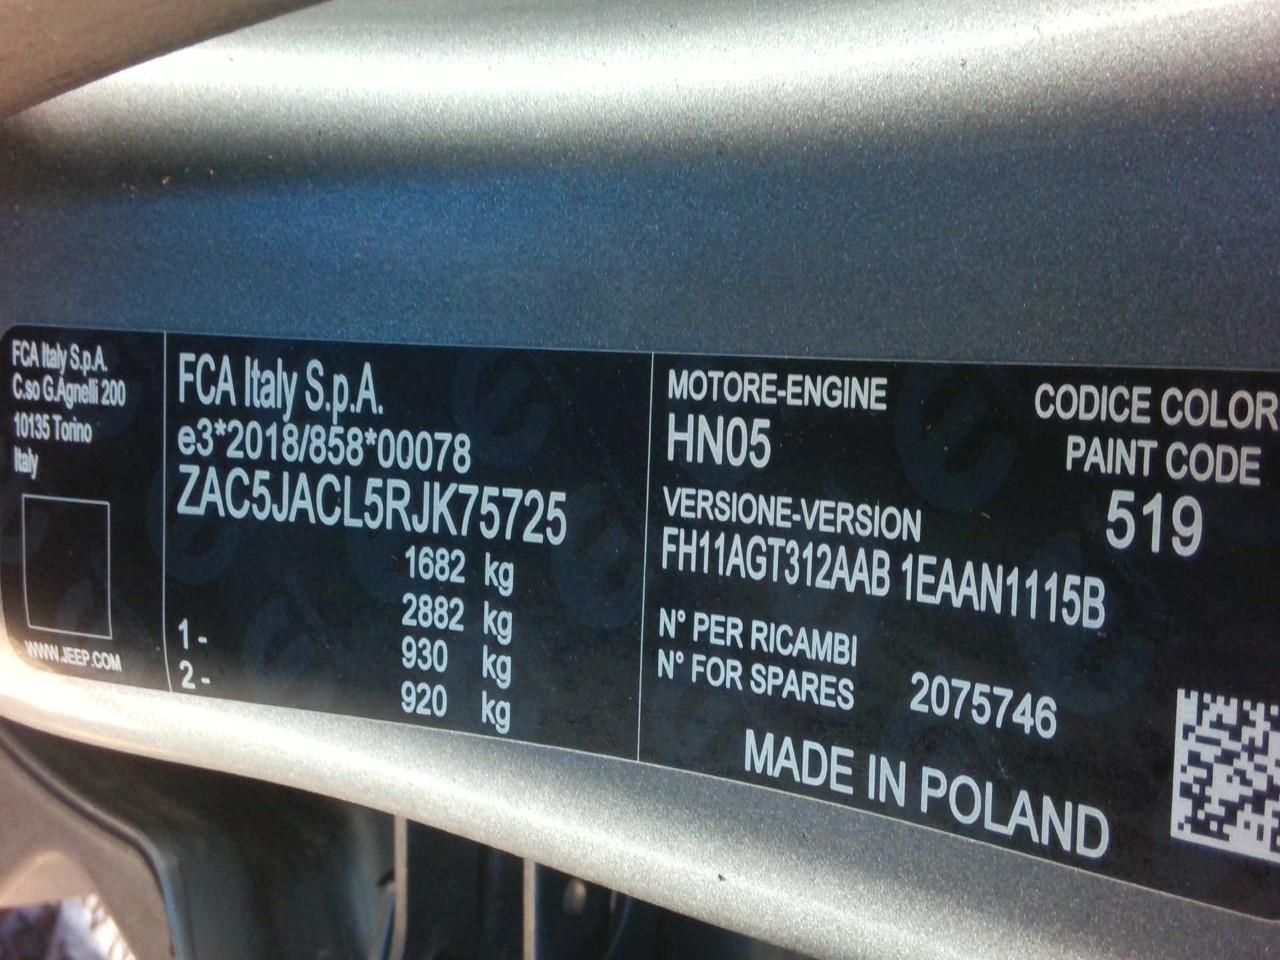 FCA Italy S.p.A.
C.so G.Agnelli 200
10135 Torino
Italy
WWW.JEEP.COM
FCA Italy S.p.A.
e3*2018/858*00078
ZAC5JACL5RJK75725
1682 kg
2882 kg
1- 930 kg
2- 920 kg
MOTORE-ENGINE
HN05
CODICE COLOR
PAINT CODE
519
VERSIONE-VERSION
FH11AGT312AAB 1EAAN1115B
N° PER RICAMBI
N° FOR SPARES 2075746
MADE IN POLAND